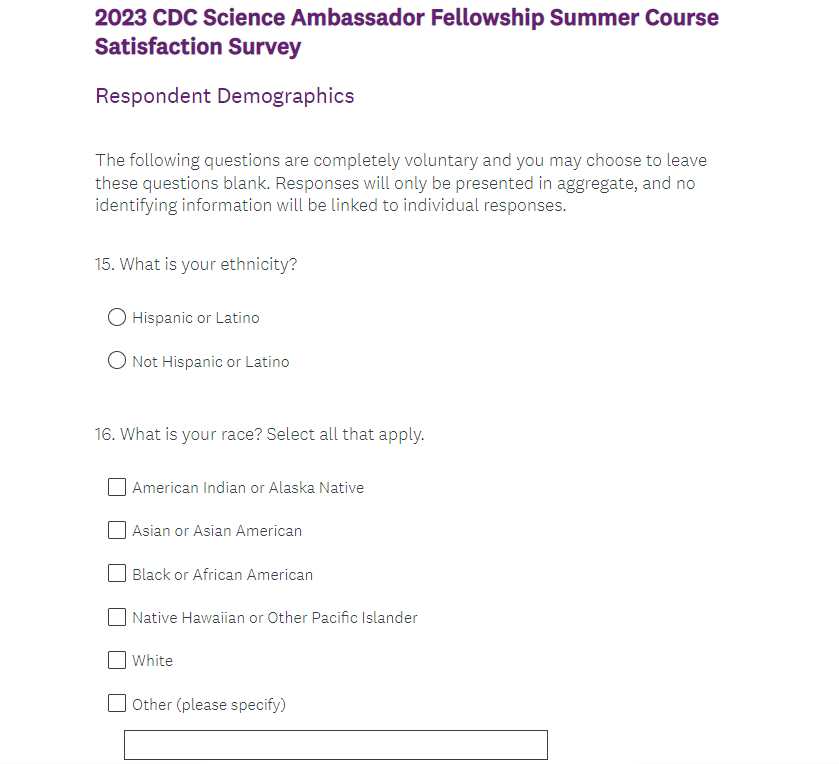 2023 CDC Science Ambassador Fellowship Summer Course
Satisfaction Survey
Respondent Demographics
The following questions are completely voluntary and you may choose to leave
these questions blank. Responses will only be presented in aggregate, and no
identifying information will be linked to individual responses.
15. What is your ethnicity?
Hispanic or Latino
Not Hispanic or Latino
16. What is your race? Select all that apply.
American Indian or Alaska Native
Asian or Asian American
Black or African American
Native Hawaiian or Other Pacific Islander
White
Other (please specify)